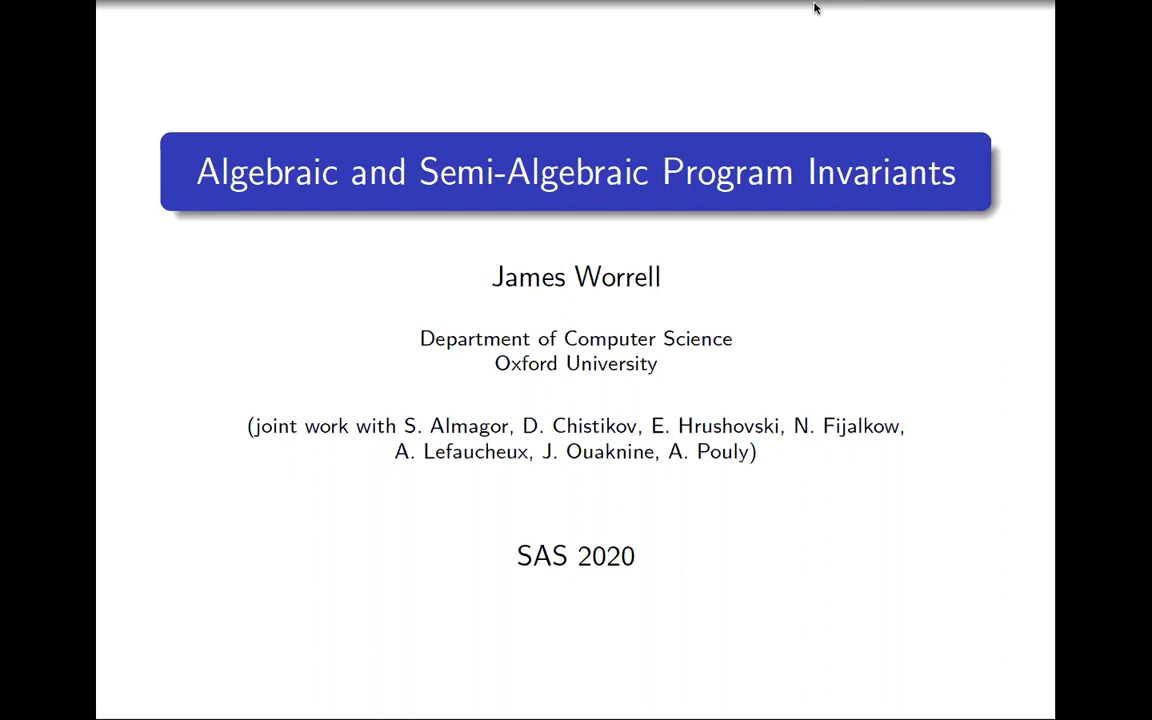 Algebraic and Semi-Algebraic Program Invariants
James Worrell
Department of Computer Science
Oxford University
(joint work with S. Almagor, D. Chistikov, E. Hrushovski, N. Fijalkow,
A. Lefaucheux, J. Ouaknine, A. Pouly)
SAS 2020